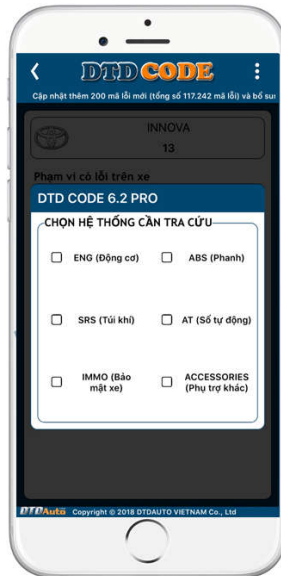 DTD CODE
Cập nhật thêm 200 mã lỗi mới (tổng số 117.242 mã lỗi) và bổ sun
INNOVA
13
Phạm vi có lỗi trên xe
DTD CODE 6.2 PRO
CHỌN HỆ THỐNG CẦN TRA CỨU
ENG (Động cơ)
ABS (Phanh)
SRS (Túi khí)
AT (Số tự động)
IMMO (Bảo
mật xe)
ACCESSORIES
(Phụ trợ khác)
DTDAuto Copyright © 2018 DTDAUTO VIETNAM Co., Ltd